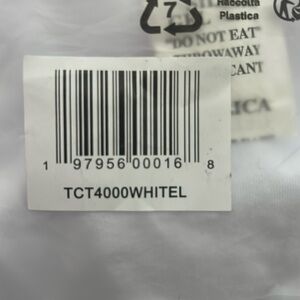 7
Raccolta
Plastica
"DO NOT EAT"
THROWAWAY
1 97956 00016 8
TCT4000WHITEL